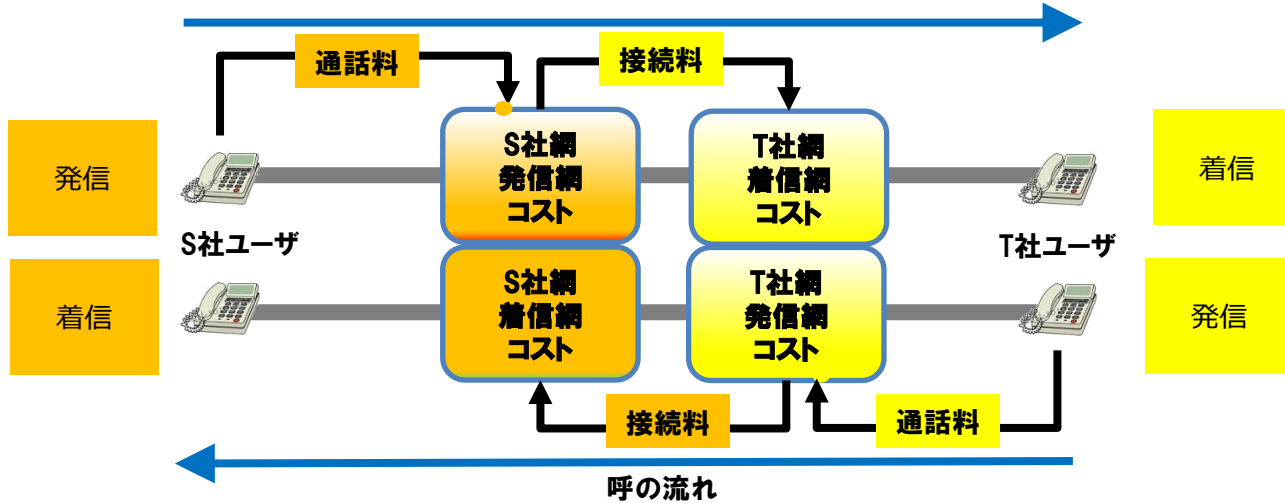 通話料
接続料
発信
S社網
発信網
コスト
T社網
着信網
コスト
着信
S社ユーザ
T社ユーザ
着信
S社網
着信網
コスト
T社網
発信網
コスト
発信
接続料
通話料
呼の流れ